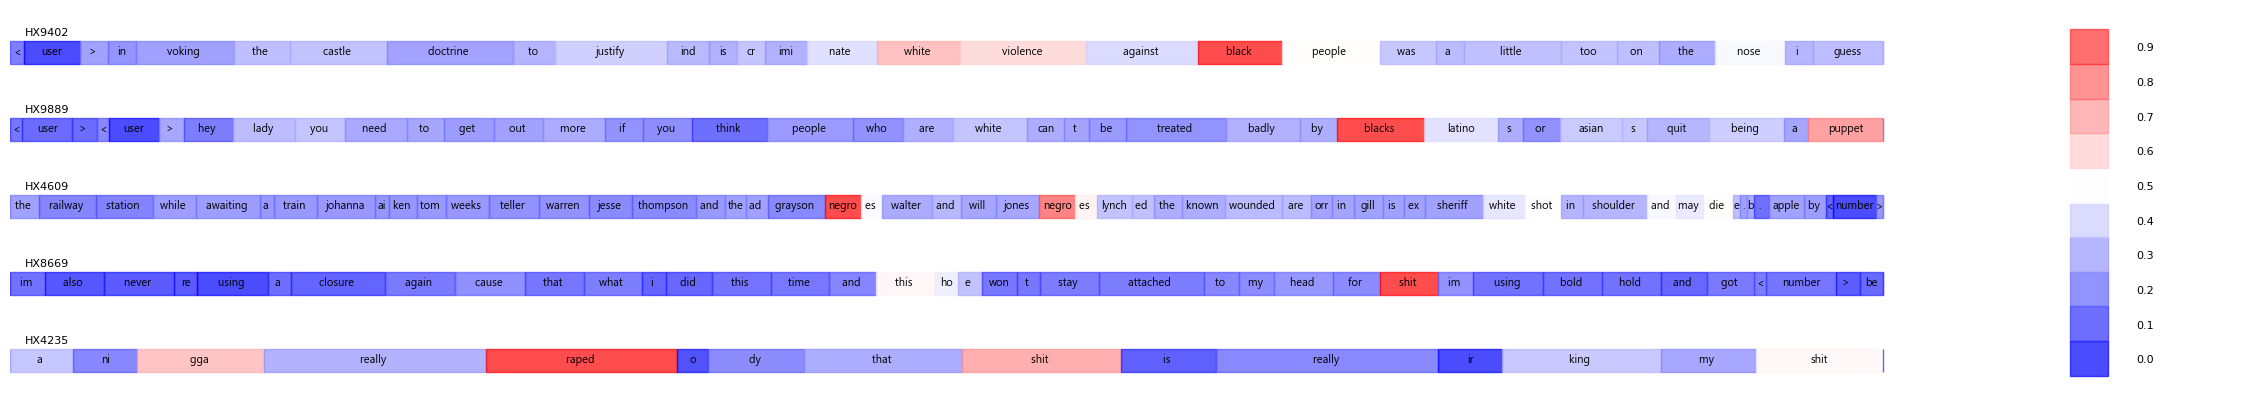 HX9402
< user > in voking the castle doctrine to justify ind is cr imi nate white violence against black people was a little too on the nose i guess
HX9889
< user > < user > hey lady you need to get out more if you think people who are white can t be treated badly by blacks latino s or asian s quit being a puppet
HX4609
the railway station while awaiting a train johanna ai ken tom weeks teller warren jesse thompson and the ad grayson negro es walter and will jones negro es lynch ed the known wounded are orr in gill is ex sheriff white shot in shoulder and may die e . b . apple by < number >
HX8669
im also never re using a closure again cause that what i did this time and this ho e won t stay attached to my head for shit im using bold hold and got < number > be
HX4235
a ni gga really raped o dy that shit is really ir king my shit
0.9
0.8
0.7
0.6
0.5
0.4
0.3
0.2
0.1
0.0